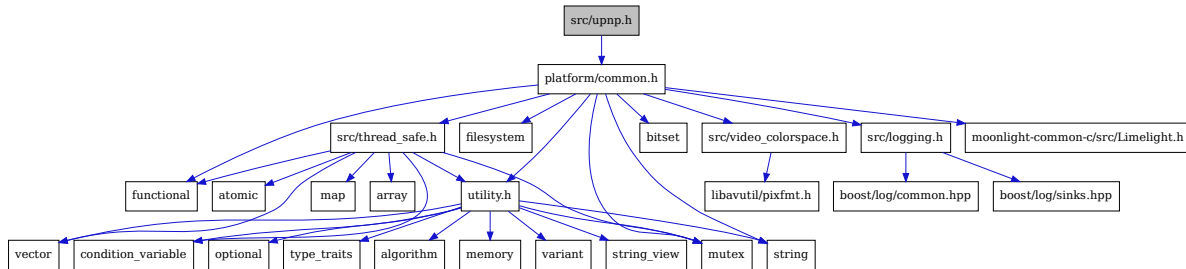 src/upnp.h
platform/common.h
src/thread_safe.h
filesystem
bitset
src/video_colorspace.h
src/logging.h
moonlight-common-c/src/Limelight.h
functional
atomic
map
array
utility.h
libavutil/pixfmt.h
boost/log/common.hpp
boost/log/sinks.hpp
vector
condition_variable
optional
type_traits
algorithm
memory
variant
string_view
mutex
string